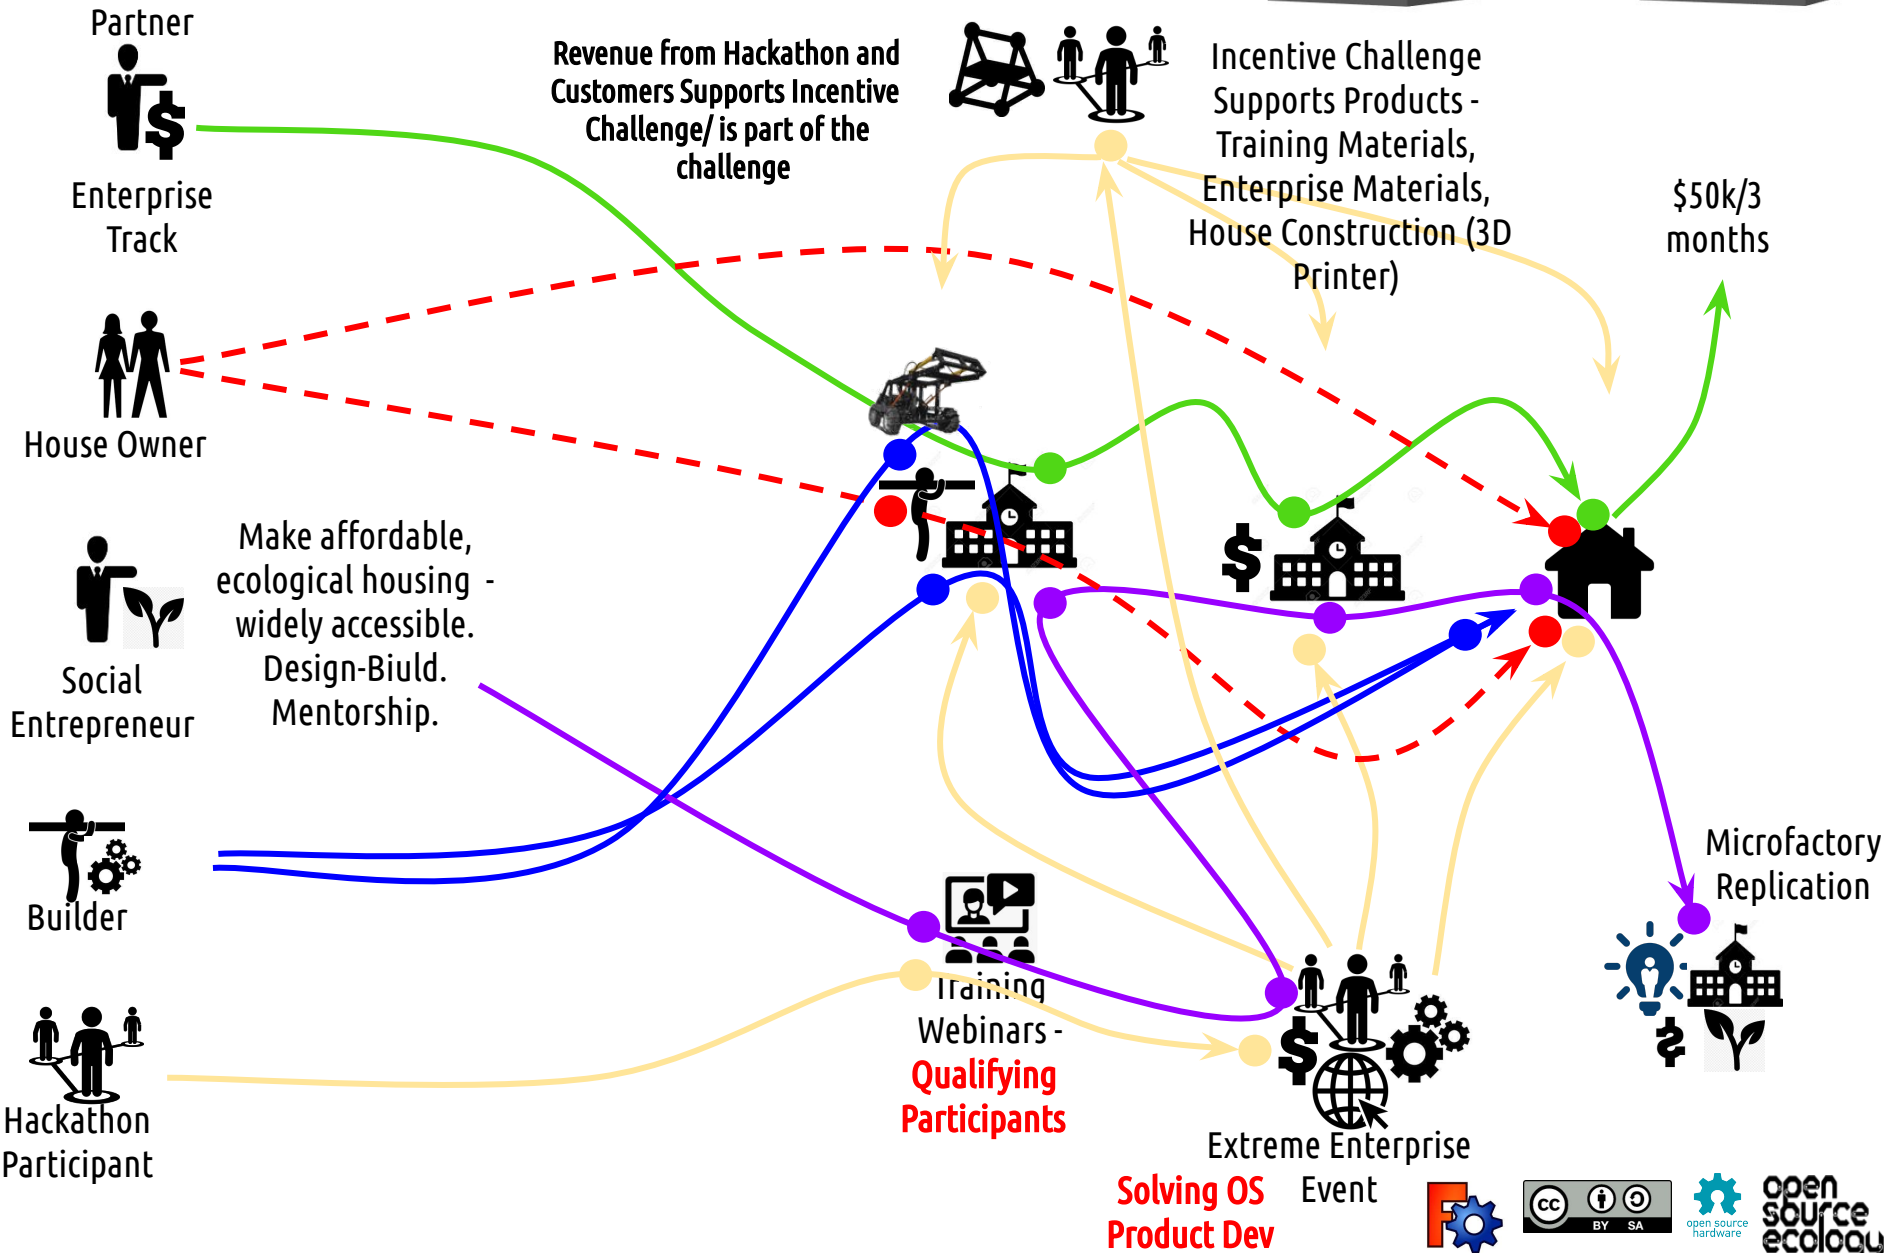 Partner
Enterprise
Track
House Owner
Social
Entrepreneur
Builder
Hackathon
Participant
Make affordable,
ecological housing -
widely accessible.
Design-Biuld.
Mentorship.
Revenue from Hackathon and
Customers Supports Incentive
Challenge/ is part of the
challenge
Incentive Challenge
Supports Products -
Training Materials,
Enterprise Materials,
House Construction (3D
Printer)
$50k/3
months
Training
Webinars -
Qualifying
Participants
Extreme Enterprise
Event
Solving OS
Product Dev
Microfactory
Replication
cc
BY SA
open source
hardware
open
source
ecology